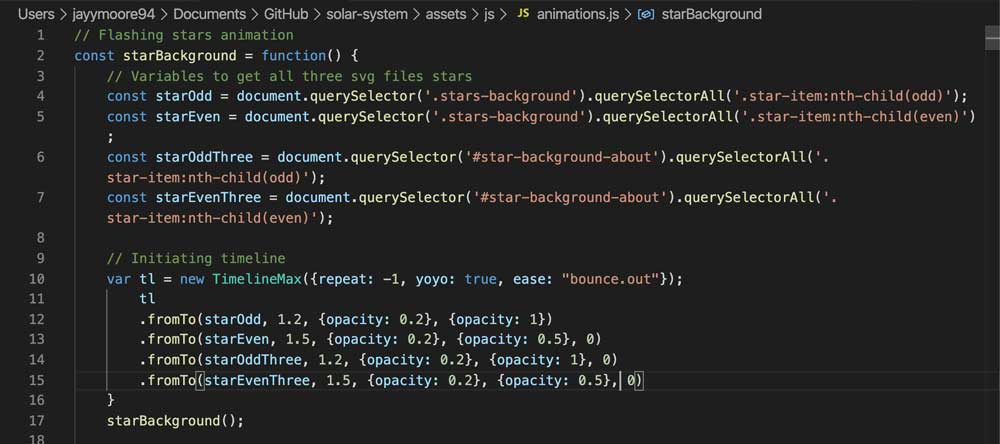 Users > jayymoore94 > Documents > GitHub > solar-system > assets > js > JS animations.js > starBackground
1 // Flashing stars animation
2 const starBackground = function() {
3 // Variables to get all three svg files stars
4 const starOdd = document.querySelector('.stars-background').querySelectorAll('.star-item:nth-child(odd)');
5 const starEven = document.querySelector('.stars-background').querySelectorAll('.star-item:nth-child(even)')
;
6 const starOddThree = document.querySelector('#star-background-about').querySelectorAll('.
star-item:nth-child(odd)');
7 const starEvenThree = document.querySelector('#star-background-about').querySelectorAll('.
star-item:nth-child(even)');
8
9 // Initiating timeline
10 var tl = new TimelineMax({repeat: -1, yoyo: true, ease: "bounce.out"});
11 tl
12 .fromTo(starOdd, 1.2, {opacity: 0.2}, {opacity: 1})
13 .fromTo(starEven, 1.5, {opacity: 0.2}, {opacity: 0.5}, 0)
14 .fromTo(starOddThree, 1.2, {opacity: 0.2}, {opacity: 1}, 0)
15 .fromTo(starEvenThree, 1.5, {opacity: 0.2}, {opacity: 0.5}, 0)
16 }
17 starBackground();
18